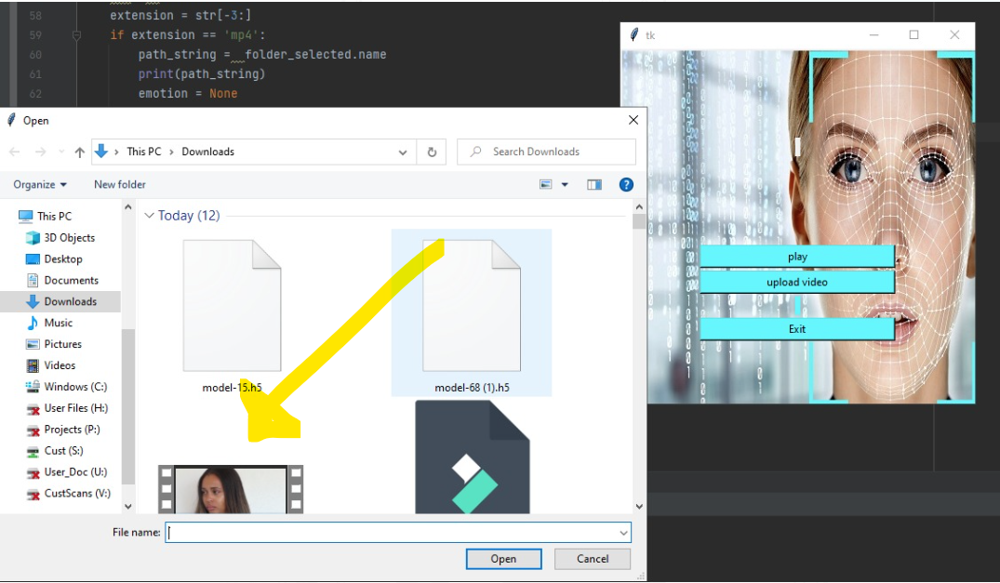 58 extension = str[-3:]
59 if extension == 'mp4':
60 path_string = folder_selected.name
61 print(path_string)
62 emotion = None
tk
Open
This PC > Downloads
Search Downloads
Organize
New folder
?
This PC
3D Objects
Desktop
Documents
Downloads
Music
Pictures
Videos
Windows (C:)
User Files (H:)
Projects (P:)
Cust (S:)
User_Doc (U:)
CustScans (V:)
Today (12)
model-15.h5
model-68 (1).h5
File name:
Open
Cancel
play
upload video
Exit